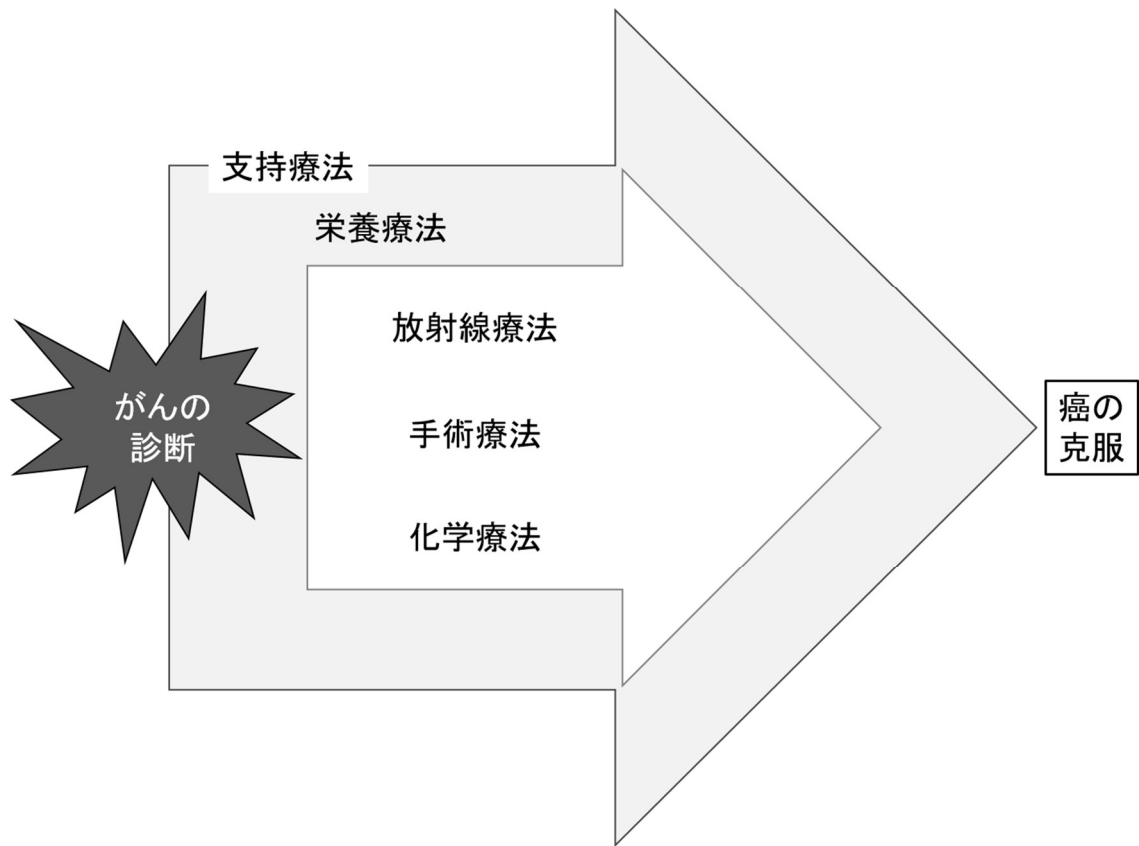 支持療法
栄養療法
放射線療法
がんの
診断
手術療法
化学療法
癌の
克服